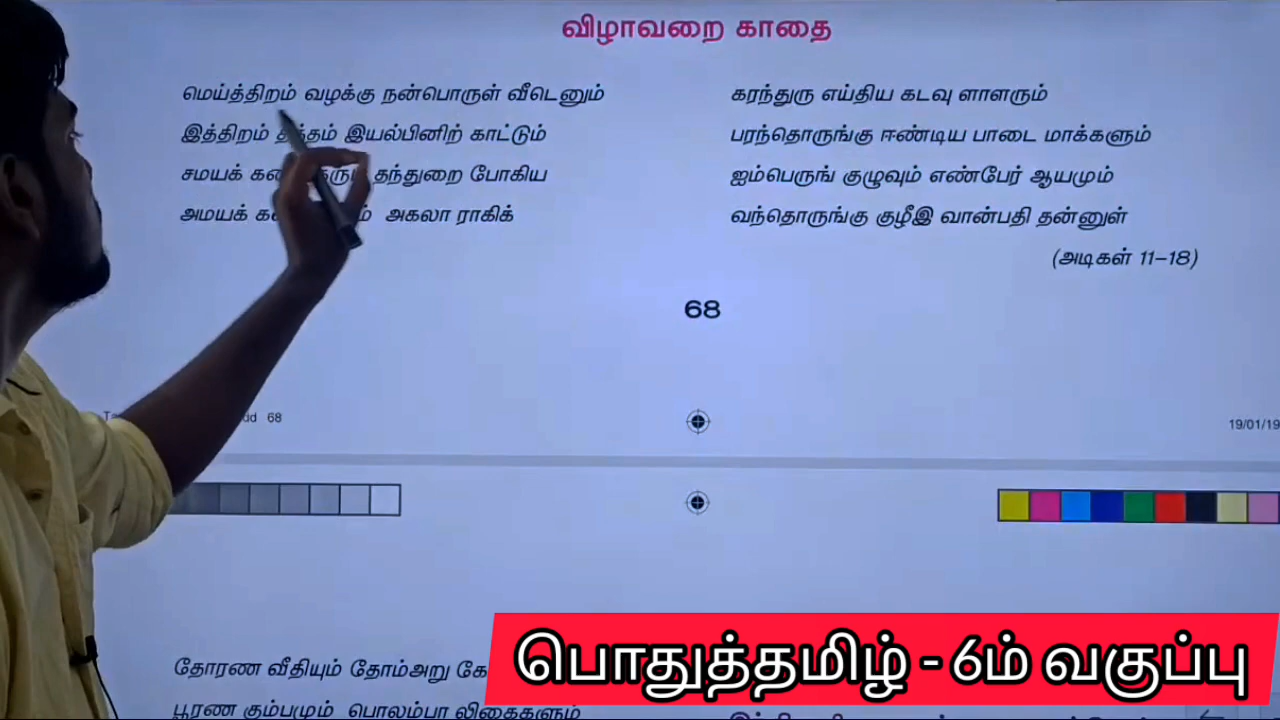 விழாவறை காதை
மெய்த்திறம் வழக்கு நன்பொருள் வீடெனும்
இத்திறம் இயல்பினிற் காட்டும்
சமயக் தந்துறை போகிய
அமயக் அகலா ராகிக்
கரந்துரு எய்திய கடவு ளாளரும்
பரந்தொருங்கு ஈண்டிய பாடை மாக்களும்
ஐம்பெருங் குழுவும் எண்பேர் ஆயமும்
வந்தொருங்கு குழீஇ வான்பதி தன்னுள்
(அடிகள் 11–18)
68
68
19/01/19
தோரண வீதியும் தோம்அறு
பூரண கும்பமும் பொலம்பா லிகைகளும்
பொதுத்தமிழ் - 6ம் வகுப்பு